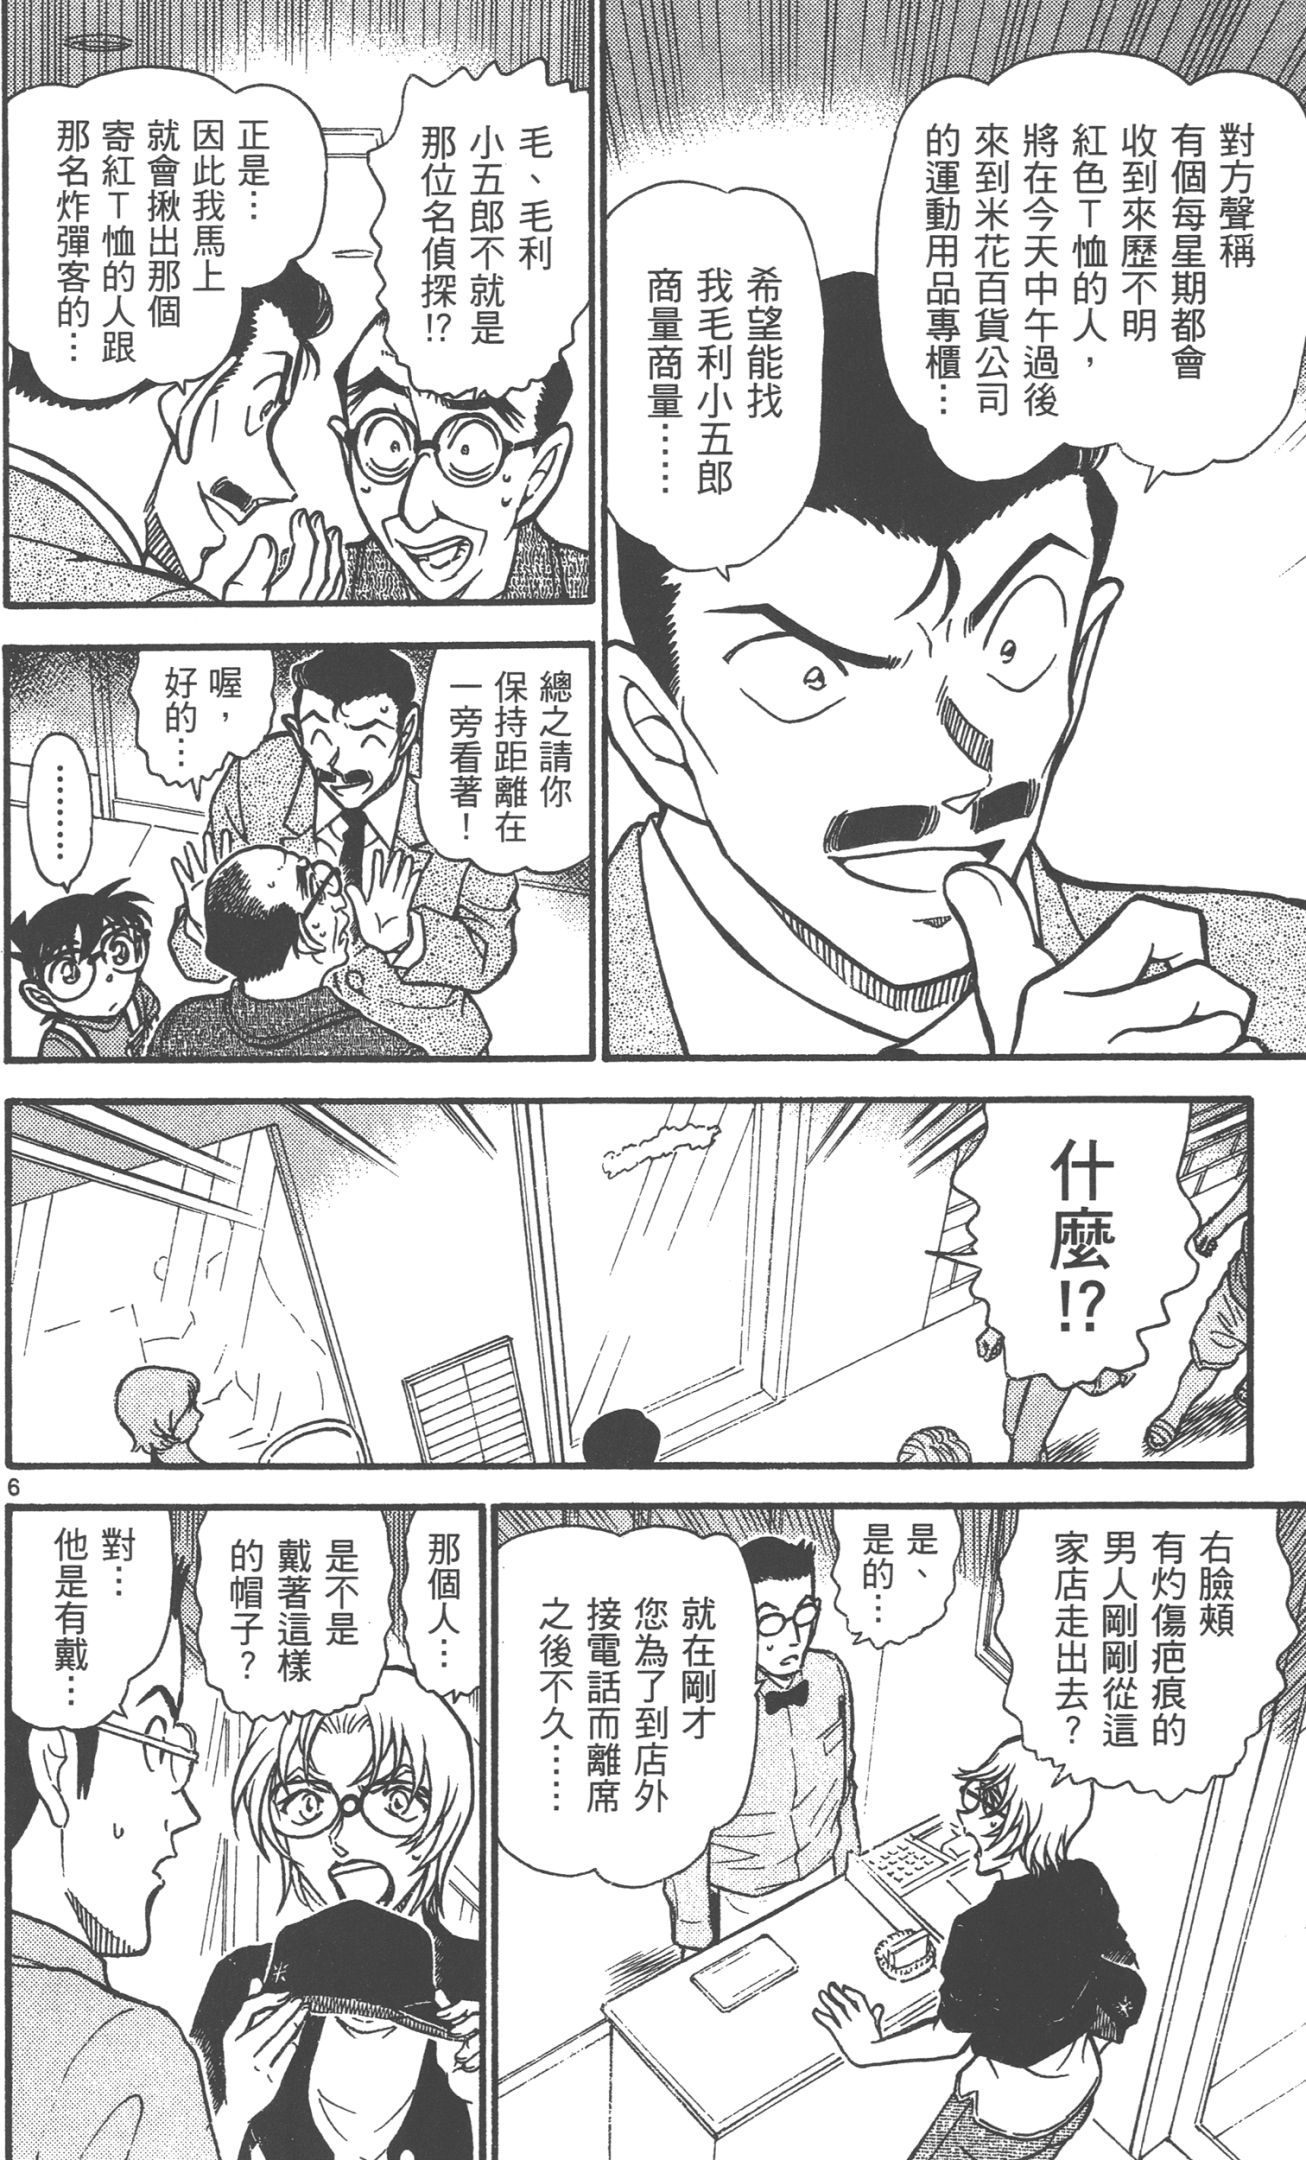 對方聲稱
有個每星期都會
收到來歷不明
紅色T恤的人，
將在今天中午過後
來到米花百貨公司
的運動用品專櫃…
希望能找
我毛利小五郎
商量商量……
毛、毛利
小五郎不就是
那位名偵探!?
正是…
因此我馬上
就會揪出那個
寄紅T恤的人跟
那名炸彈客的…
總之請你
保持距離在
一旁看著！
喔，
好的…
………
什麼!?
右臉頰
有灼傷疤痕的
男人剛剛從這
家店走出去？
是、
是的…
就在剛才
您為了到店外
接電話而離席
之後不久……
那個人…
是不是
戴著這樣
的帽子？
對…
他是有戴…
6